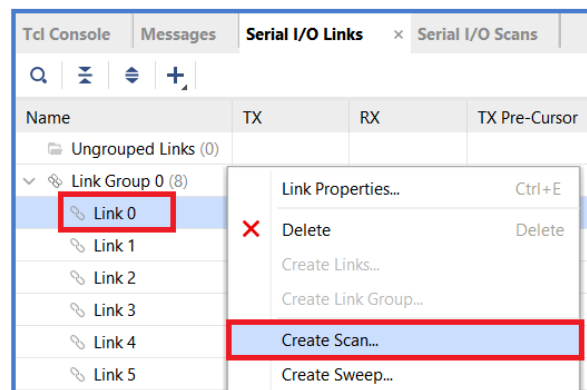 Tcl Console Messages Serial I/O Links × Serial I/O Scans
Name TX RX TX Pre-Cursor
Ungrouped Links (0)
Link Group 0 (8)
Link Properties... Ctrl+E
Link 0
Delete Delete
Link 1
Create Links...
Link 2
Create Link Group...
Link 3
Create Scan...
Link 4
Create Sweep...
Link 5